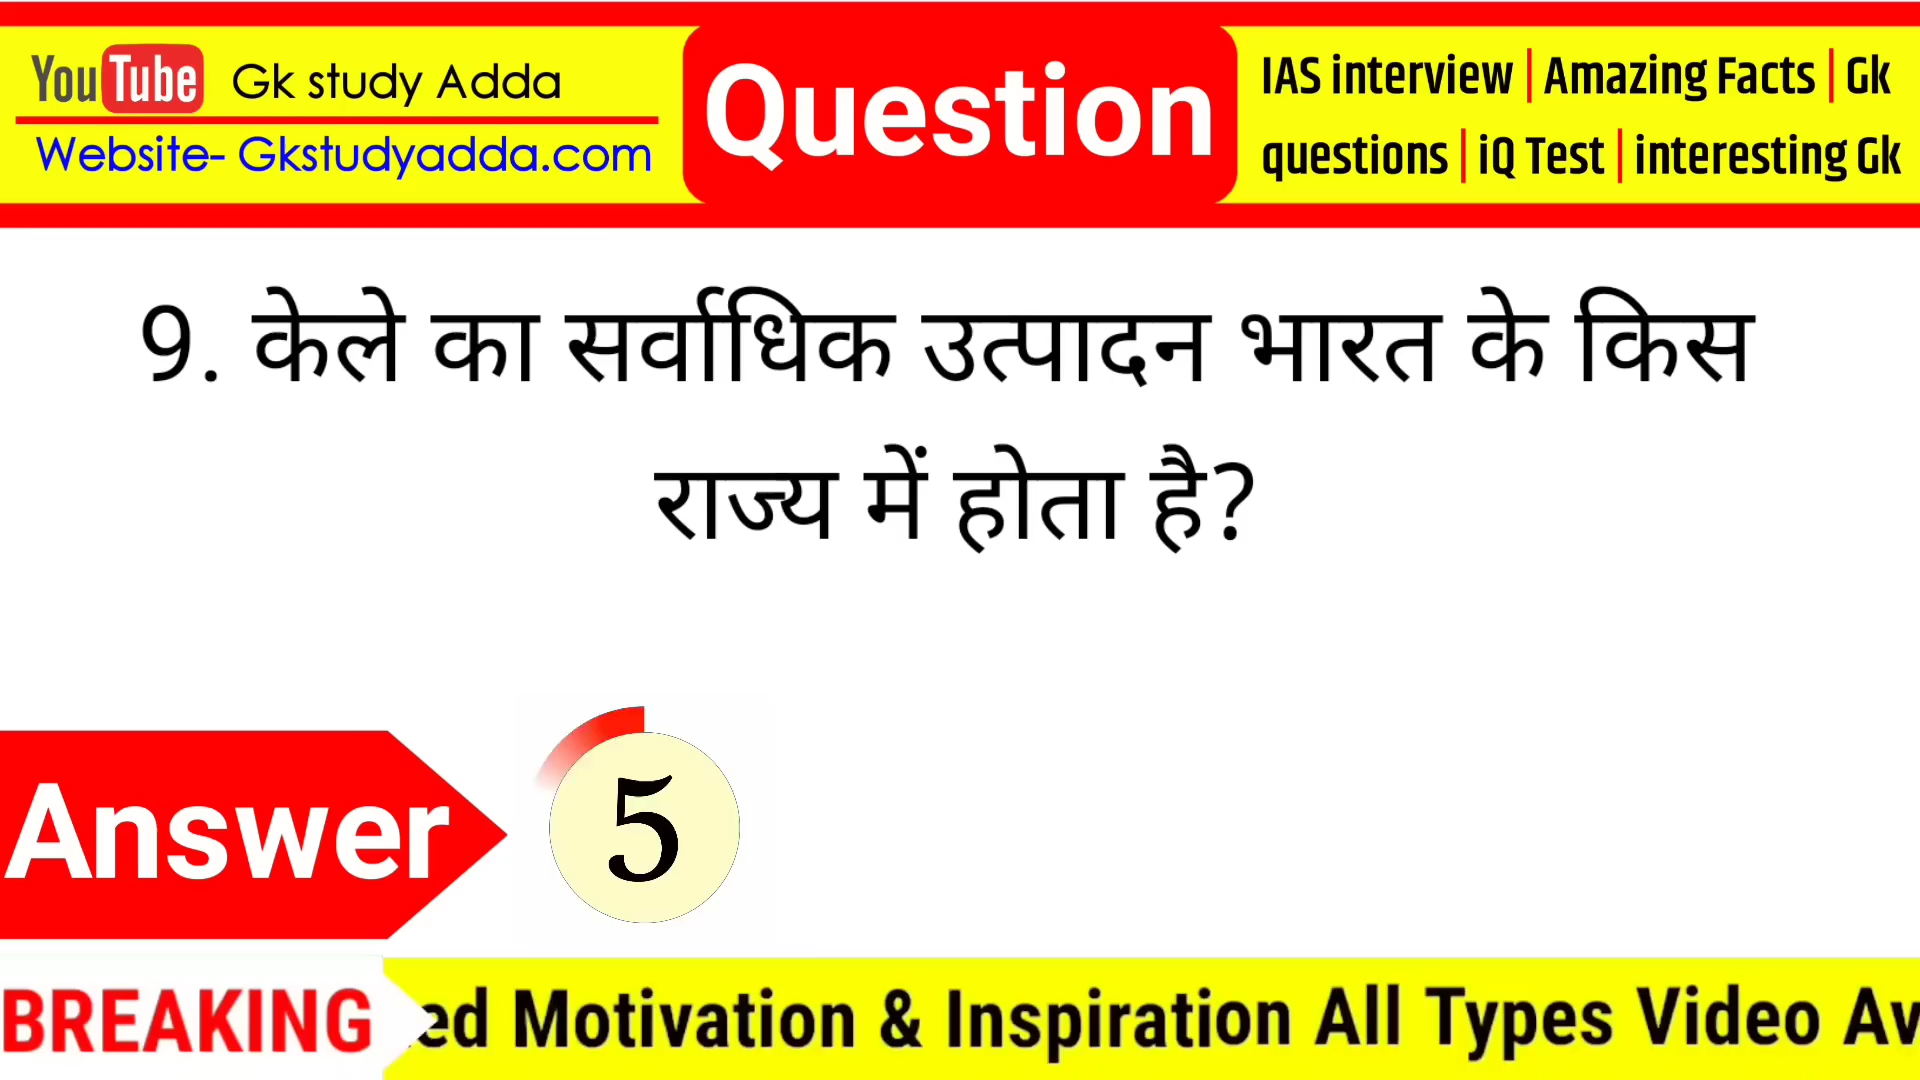 YouTube Gk study Adda
Website- Gkstudyadda.com
Question
IAS interview | Amazing Facts | Gk
questions | iQ Test | interesting Gk
9. केले का सर्वाधिक उत्पादन भारत के किस
राज्य में होता है?
Answer
5
BREAKING
ed Motivation & Inspiration All Types Video Av